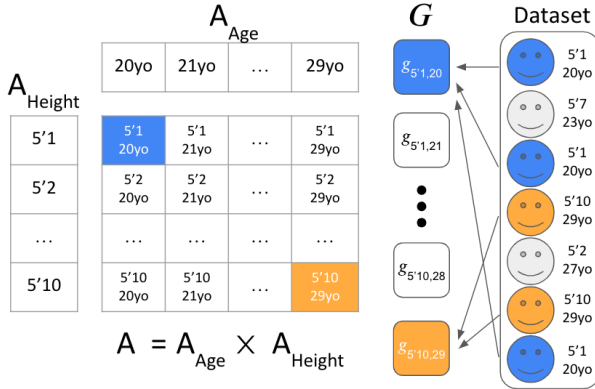 A_Age
20yo 21yo ... 29yo
A_Height
5'1
5'2
...
5'10
5'1 5'1 ... 5'1
20yo 21yo 29yo
5'2 5'2 ... 5'2
20yo 21yo 29yo
... ... ...
5'10 5'10 ... 5'10
20yo 21yo 29yo
A = A_Age × A_Height
G
g_5'1,20
g_5'1,21
g_5'10,28
g_5'10,29
Dataset
5'1
20yo
5'7
23yo
5'1
20yo
5'10
29yo
5'2
27yo
5'10
29yo
5'1
20yo